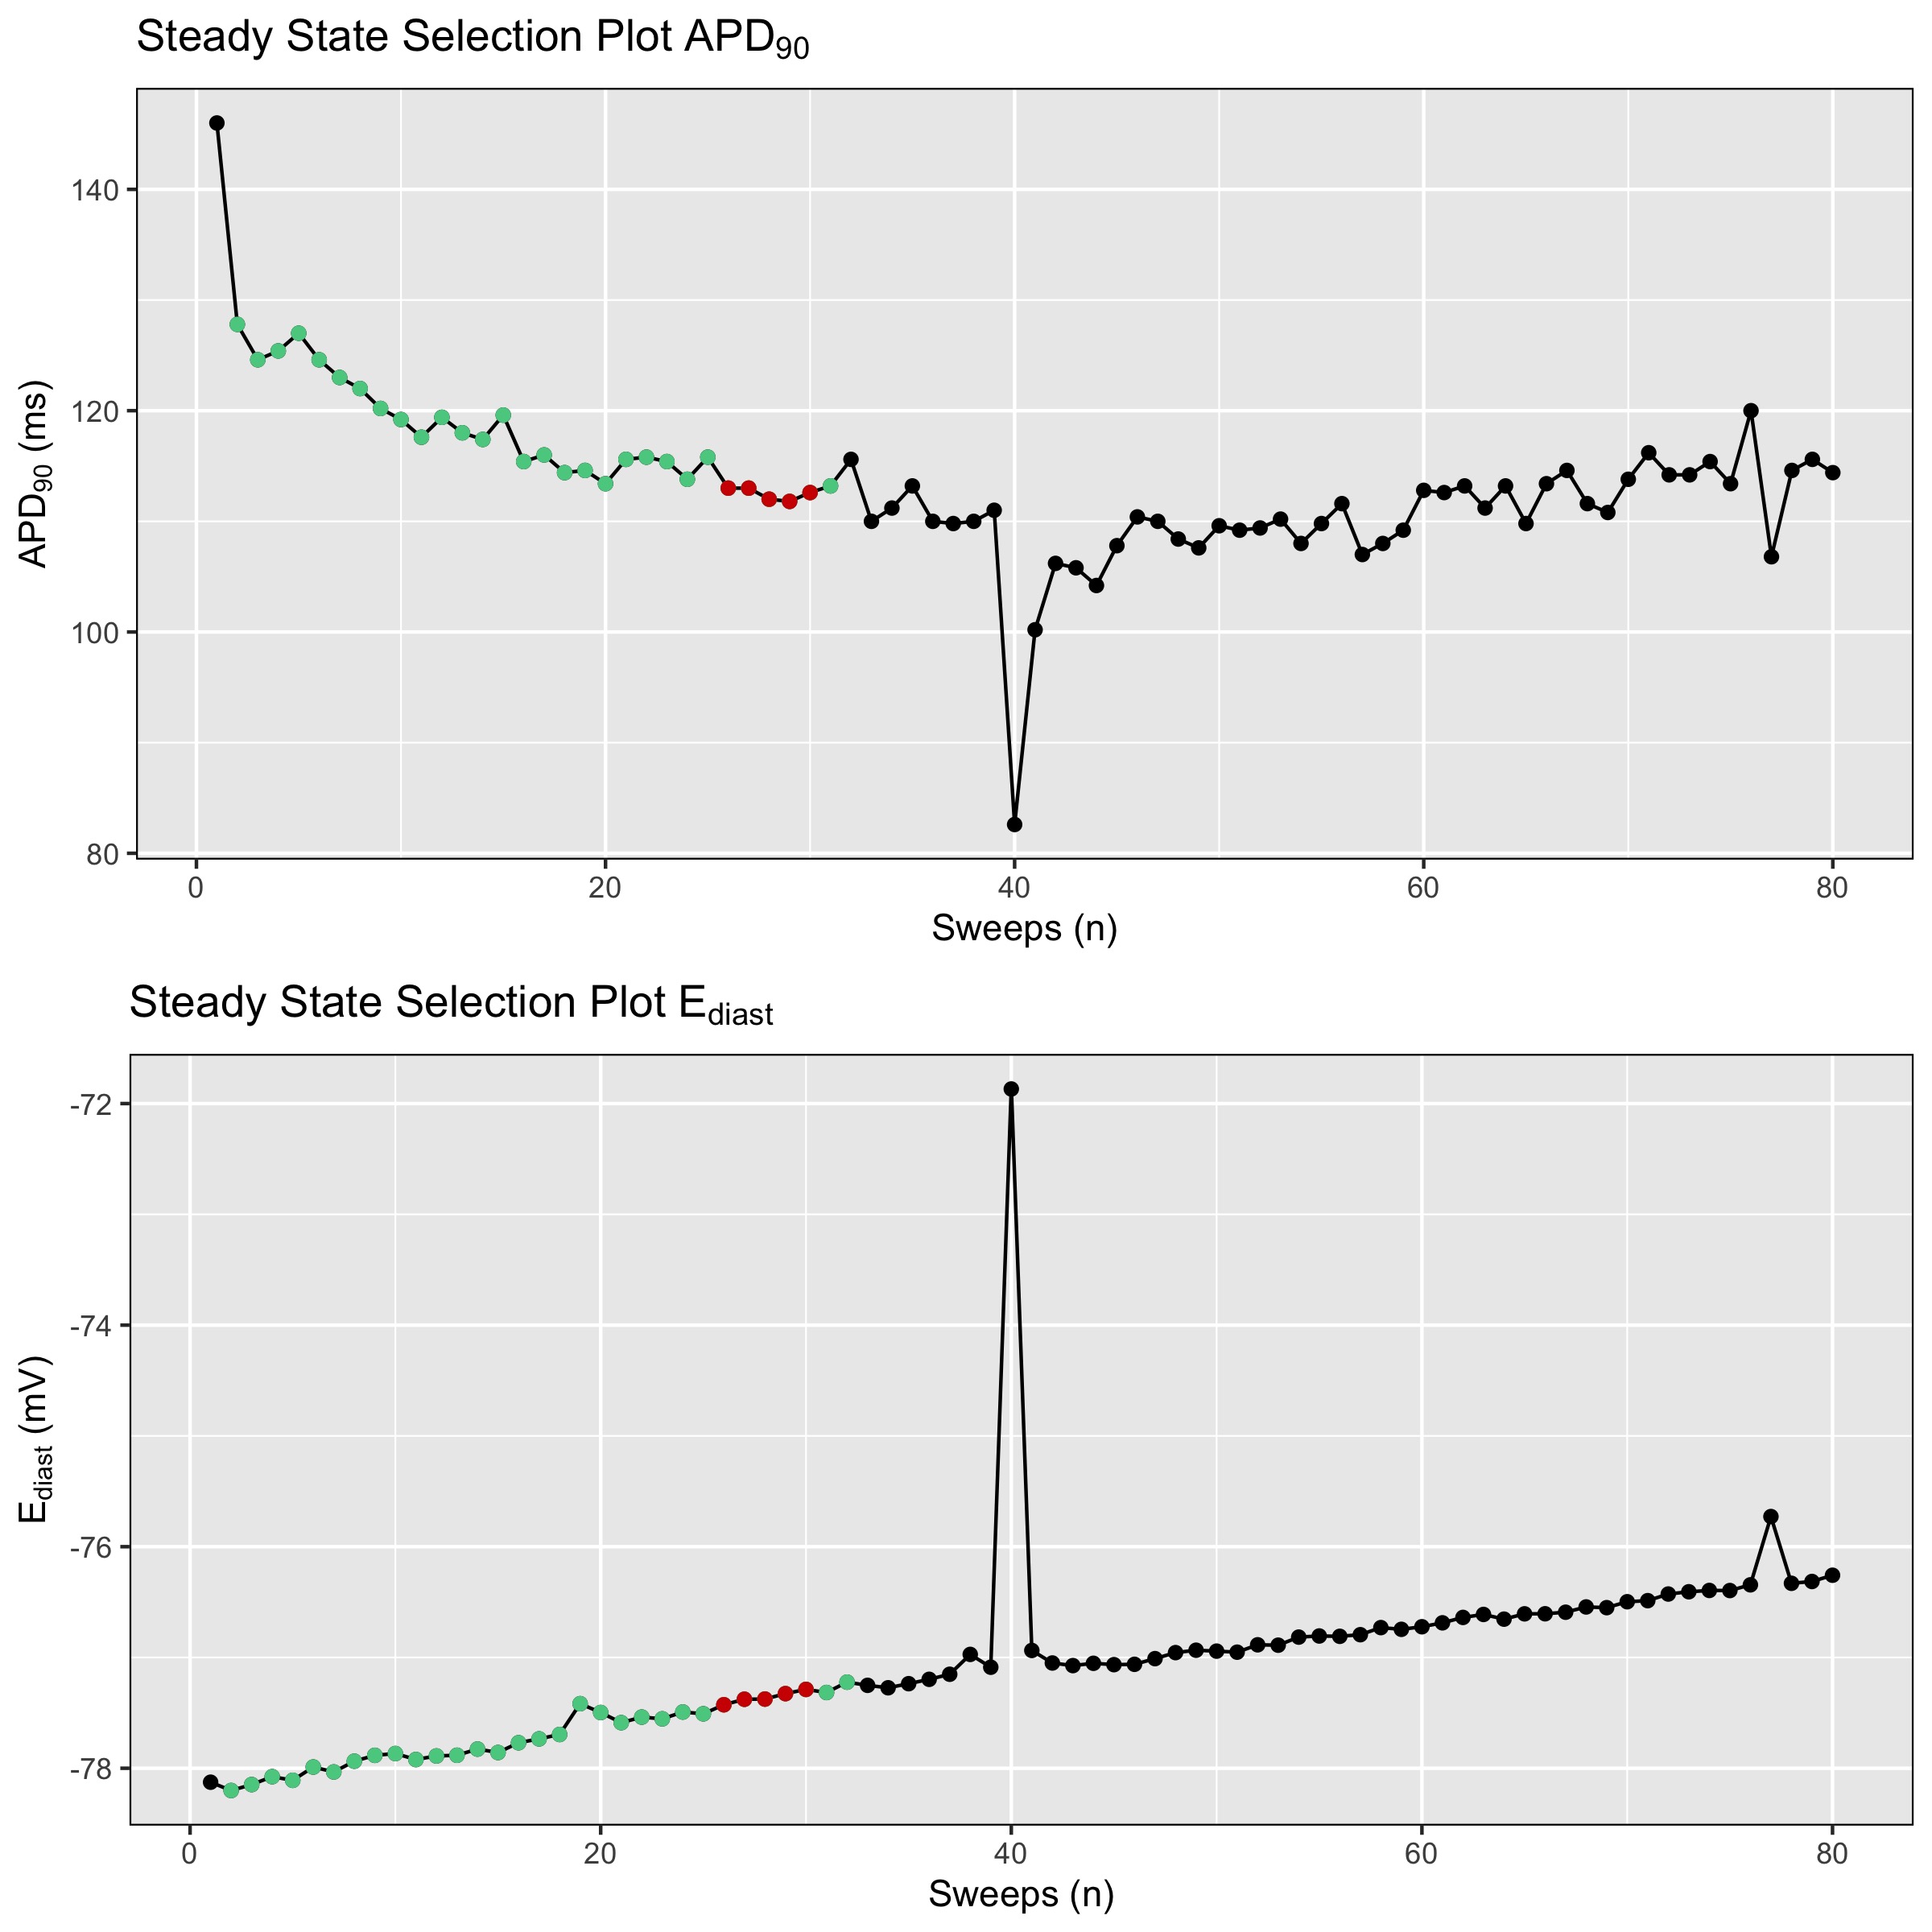 Steady State Selection Plot APD90
140
120
100
80
APD90 (ms)
0 20 40 60 80
Sweeps (n)
Steady State Selection Plot Ediast
-72
-74
-76
-78
Ediast (mV)
0 20 40 60 80
Sweeps (n)